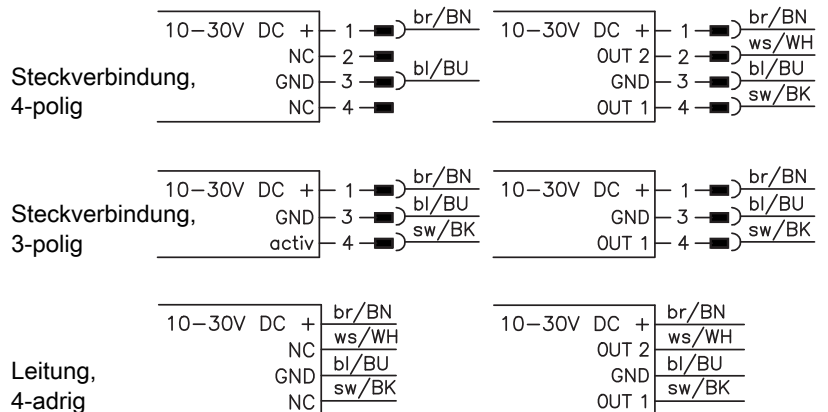 Steckverbindung,
4-polig
10-30V DC + 1 br/BN
NC 2
GND 3 bl/BU
NC 4
10-30V DC + 1 br/BN
OUT 2 2 ws/WH
GND 3 bl/BU
OUT 1 4 sw/BK
Steckverbindung,
3-polig
10-30V DC + 1 br/BN
GND 3 bl/BU
activ 4 sw/BK
10-30V DC + 1 br/BN
GND 3 bl/BU
OUT 1 4 sw/BK
Leitung,
4-adrig
10-30V DC + br/BN
NC ws/WH
GND bl/BU
NC sw/BK
10-30V DC + br/BN
OUT 2 ws/WH
GND bl/BU
OUT 1 sw/BK